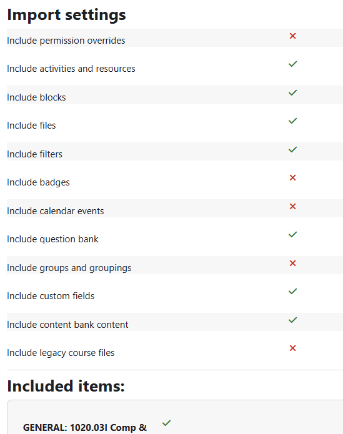 Import settings
Include permission overrides
Include activities and resources
Include blocks
Include files
Include filters
Include badges
Include calendar events
Include question bank
Include groups and groupings
Include custom fields
Include content bank content
Include legacy course files
Included items:
GENERAL: 1020.03I Comp &